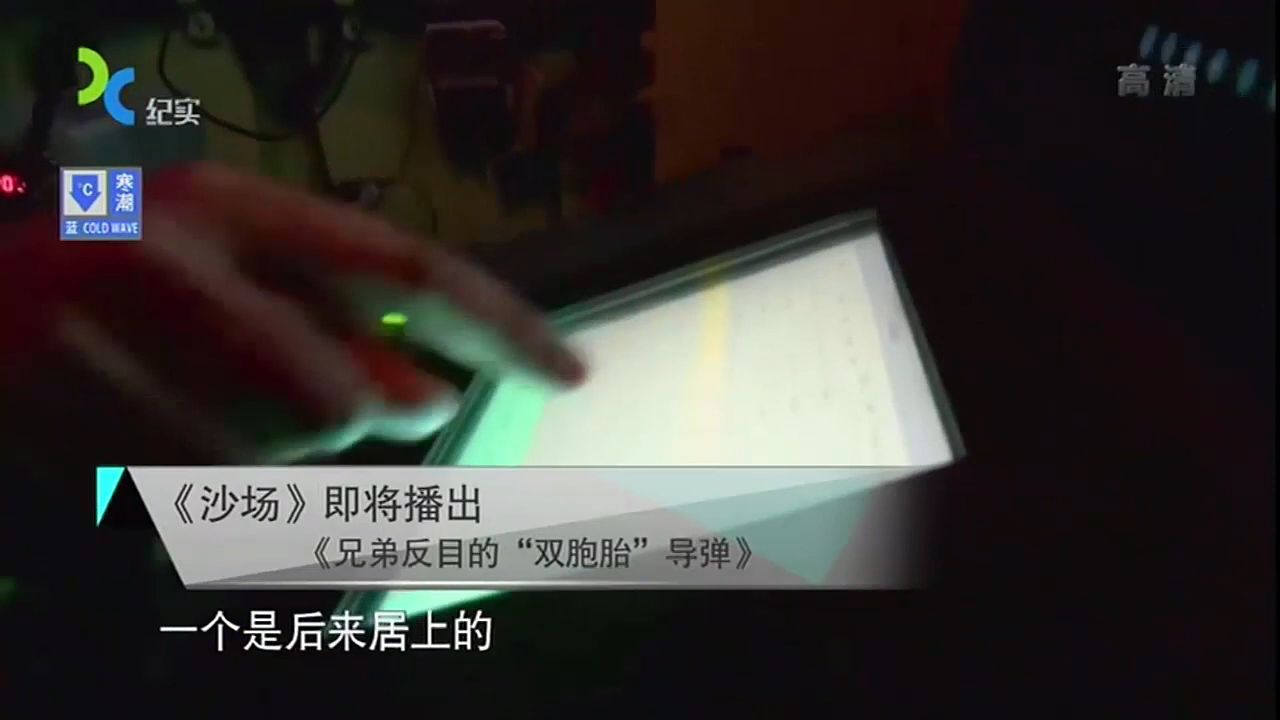 纪实
高清
℃
寒潮
蓝 COLD WAVE
《沙场》即将播出
《兄弟反目的“双胞胎”导弹》
一个是后来居上的